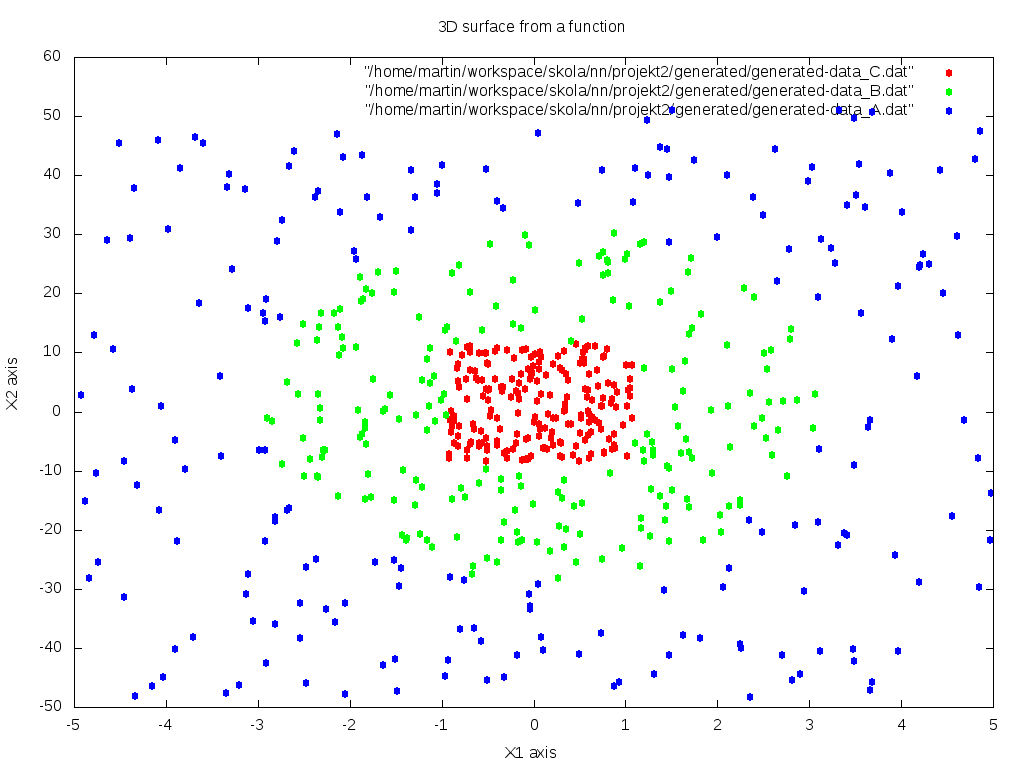 3D surface from a function
"/home/martin/workspace/skola/nn/projekt2/generated/generated-data_C.dat"
"/home/martin/workspace/skola/nn/projekt2/generated/generated-data_B.dat"
"/home/martin/workspace/skola/nn/projekt2/generated/generated-data_A.dat"
60
50
40
30
20
10
0
-10
-20
-30
-40
-50
X2 axis
-5 -4 -3 -2 -1 0 1 2 3 4 5
X1 axis